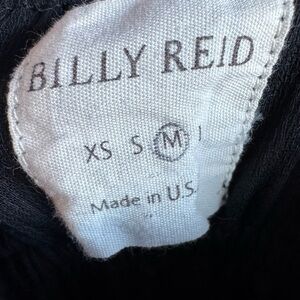 BILLY REID
XS S M
Made in U.S.